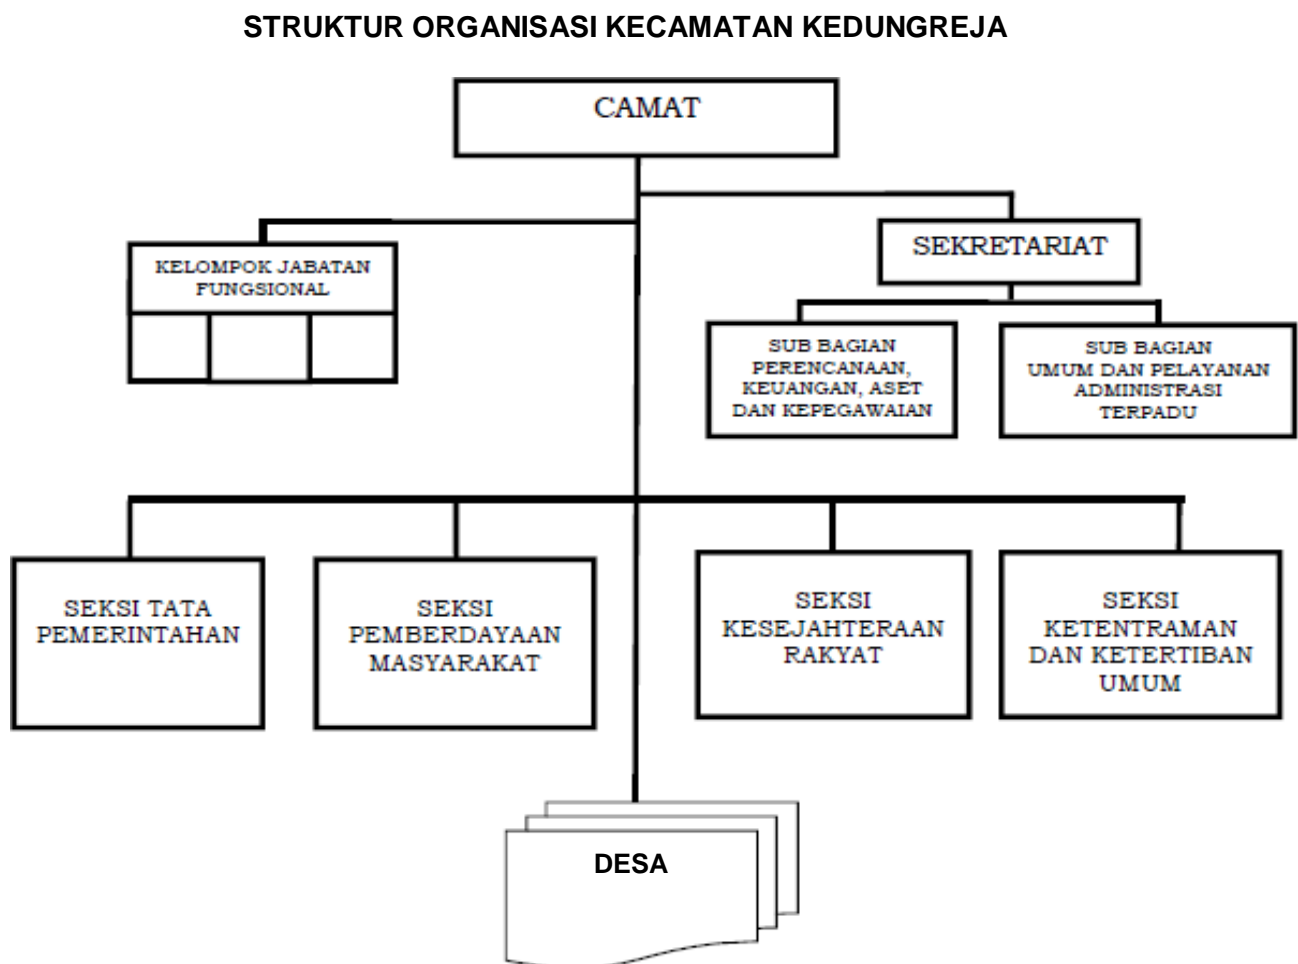 STRUKTUR ORGANISASI KECAMATAN KEDUNGREJA
CAMAT
KELOMPOK JABATAN
FUNGSIONAL
SEKRETARIAT
SUB BAGIAN
PERENCANAAN,
KEUANGAN, ASET
DAN KEPEGAWAIAN
SUB BAGIAN
UMUM DAN PELAYANAN
ADMINISTRASI
TERPADU
SEKSI TATA
PEMERINTAHAN
SEKSI
PEMBERDAYAAN
MASYARAKAT
SEKSI
KESEJAHTERAAN
RAKYAT
SEKSI
KETENTRAMAN
DAN KETERTIBAN
UMUM
DESA